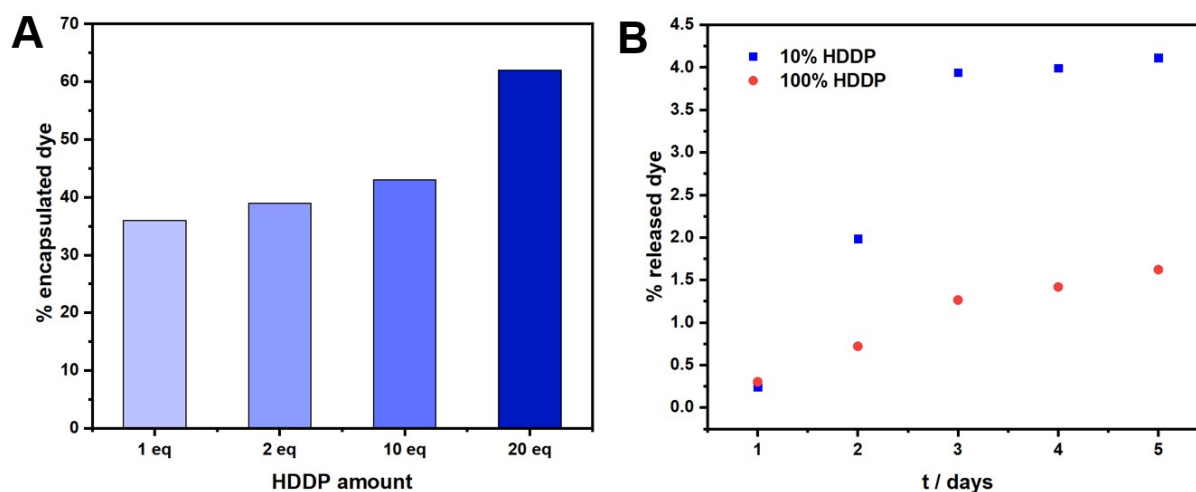 A
70
60
50
40
30
20
10
0
% encapsulated dye
1 eq
2 eq
10 eq
20 eq
HDDP amount
B
4.5
4.0
3.5
3.0
2.5
2.0
1.5
1.0
0.5
0.0
% released dye
10% HDDP
100% HDDP
1
2
3
4
5
t / days